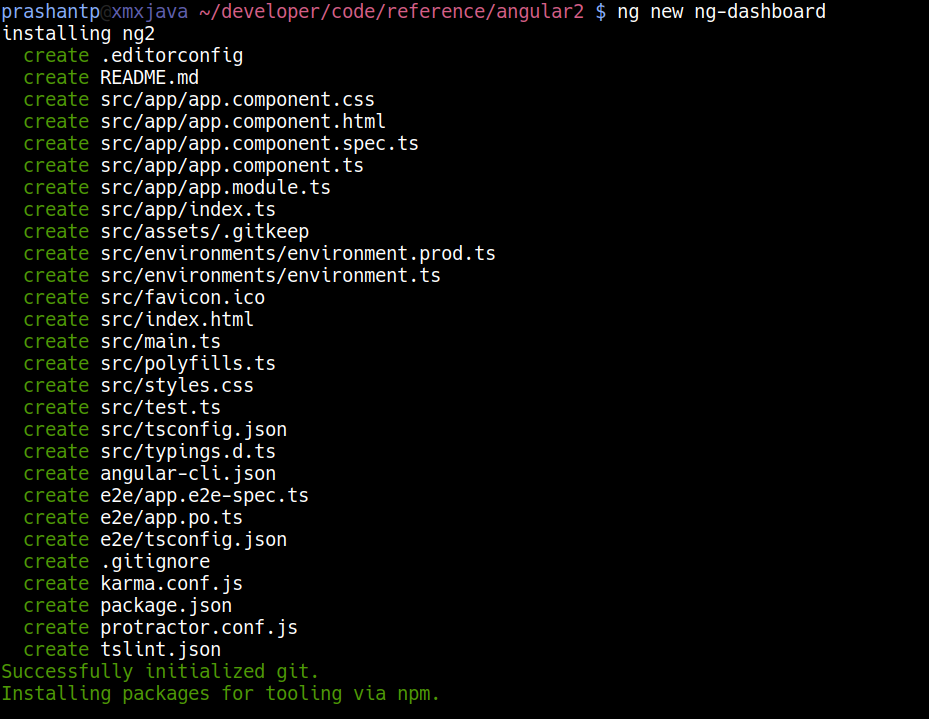 prashantp@xmxjava ~/developer/code/reference/angular2 $ ng new ng-dashboard
installing ng2
  create .editorconfig
  create README.md
  create src/app/app.component.css
  create src/app/app.component.html
  create src/app/app.component.spec.ts
  create src/app/app.component.ts
  create src/app/app.module.ts
  create src/app/index.ts
  create src/assets/.gitkeep
  create src/environments/environment.prod.ts
  create src/environments/environment.ts
  create src/favicon.ico
  create src/index.html
  create src/main.ts
  create src/polyfills.ts
  create src/styles.css
  create src/test.ts
  create src/tsconfig.json
  create src/typings.d.ts
  create angular-cli.json
  create e2e/app.e2e-spec.ts
  create e2e/app.po.ts
  create e2e/tsconfig.json
  create .gitignore
  create karma.conf.js
  create package.json
  create protractor.conf.js
  create tslint.json
Successfully initialized git.
Installing packages for tooling via npm.